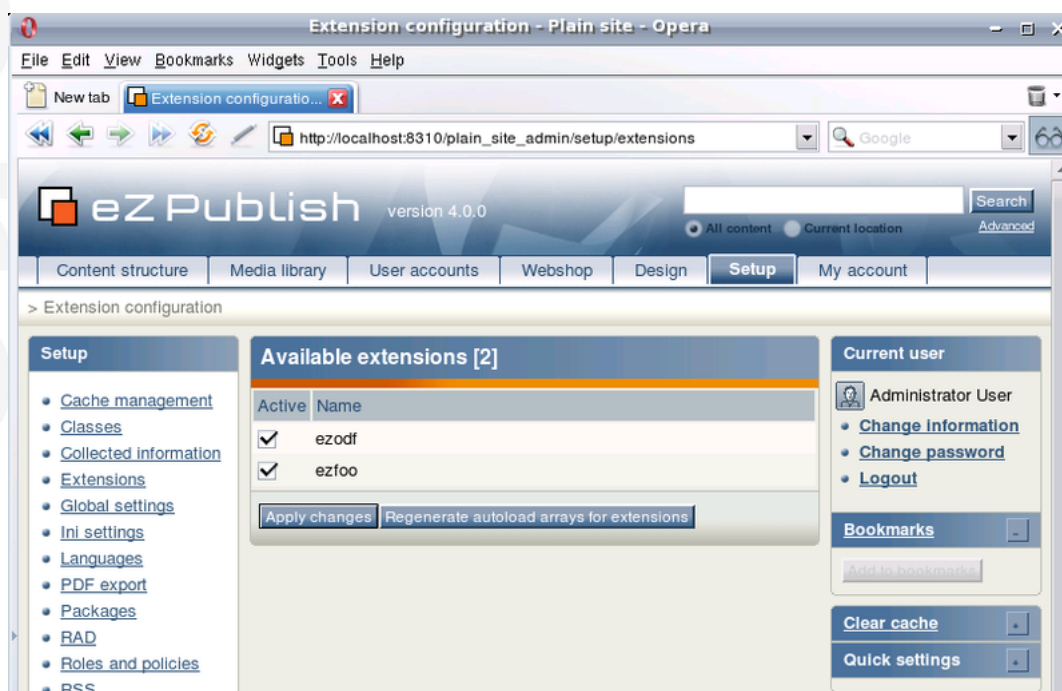 Extension configuration - Plain site - Opera
File Edit View Bookmarks Widgets Tools Help
New tab Extension configuratio...
http://localhost:8310/plain_site_admin/setup/extensions Google
eZ Publish version 4.0.0 Search
All content Current location Advanced
Content structure Media library User accounts Webshop Design Setup My account
> Extension configuration
Setup
Cache management
Classes
Collected information
Extensions
Global settings
Ini settings
Languages
PDF export
Packages
RAD
Roles and policies
RSS
Available extensions [2]
Active Name
ezodf
ezfoo
Apply changes Regenerate autoload arrays for extensions
Current user
Administrator User
Change information
Change password
Logout
Bookmarks -
Add to bookmarks
Clear cache +
Quick settings +